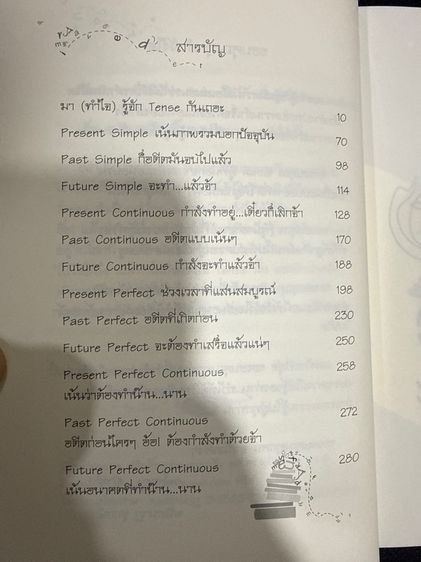 สารบัญ
มา (ทำใจ) รู้จัก Tense กันเถอะ 10
Present Simple เน้นภาพรวมบอกปัจจุบัน 70
Past Simple ก็อดีตมันจบไปแล้ว 98
Future Simple จะทำ...แล้วจ้า 114
Present Continuous กำลังทำอยู่...เดี๋ยวก็เลิกจ้า 128
Past Continuous อดีตแบบเน้นๆ 170
Future Continuous กำลังจะทำแล้วจ้า 188
Present Perfect ช่วงเวลาที่แสนสมบูรณ์ 198
Past Perfect อดีตที่เกิดก่อน 230
Future Perfect จะต้องทำเสร็จแล้วแน่ๆ 250
Present Perfect Continuous 258
เน้นว่าต้องทำน๊าน...นาน
Past Perfect Continuous 272
อดีตก่อนใครๆ อ้อ! ต้องกำลังทำด้วยจ้า
Future Perfect Continuous 280
เน้นอนาคตที่ทำน๊าน...นาน